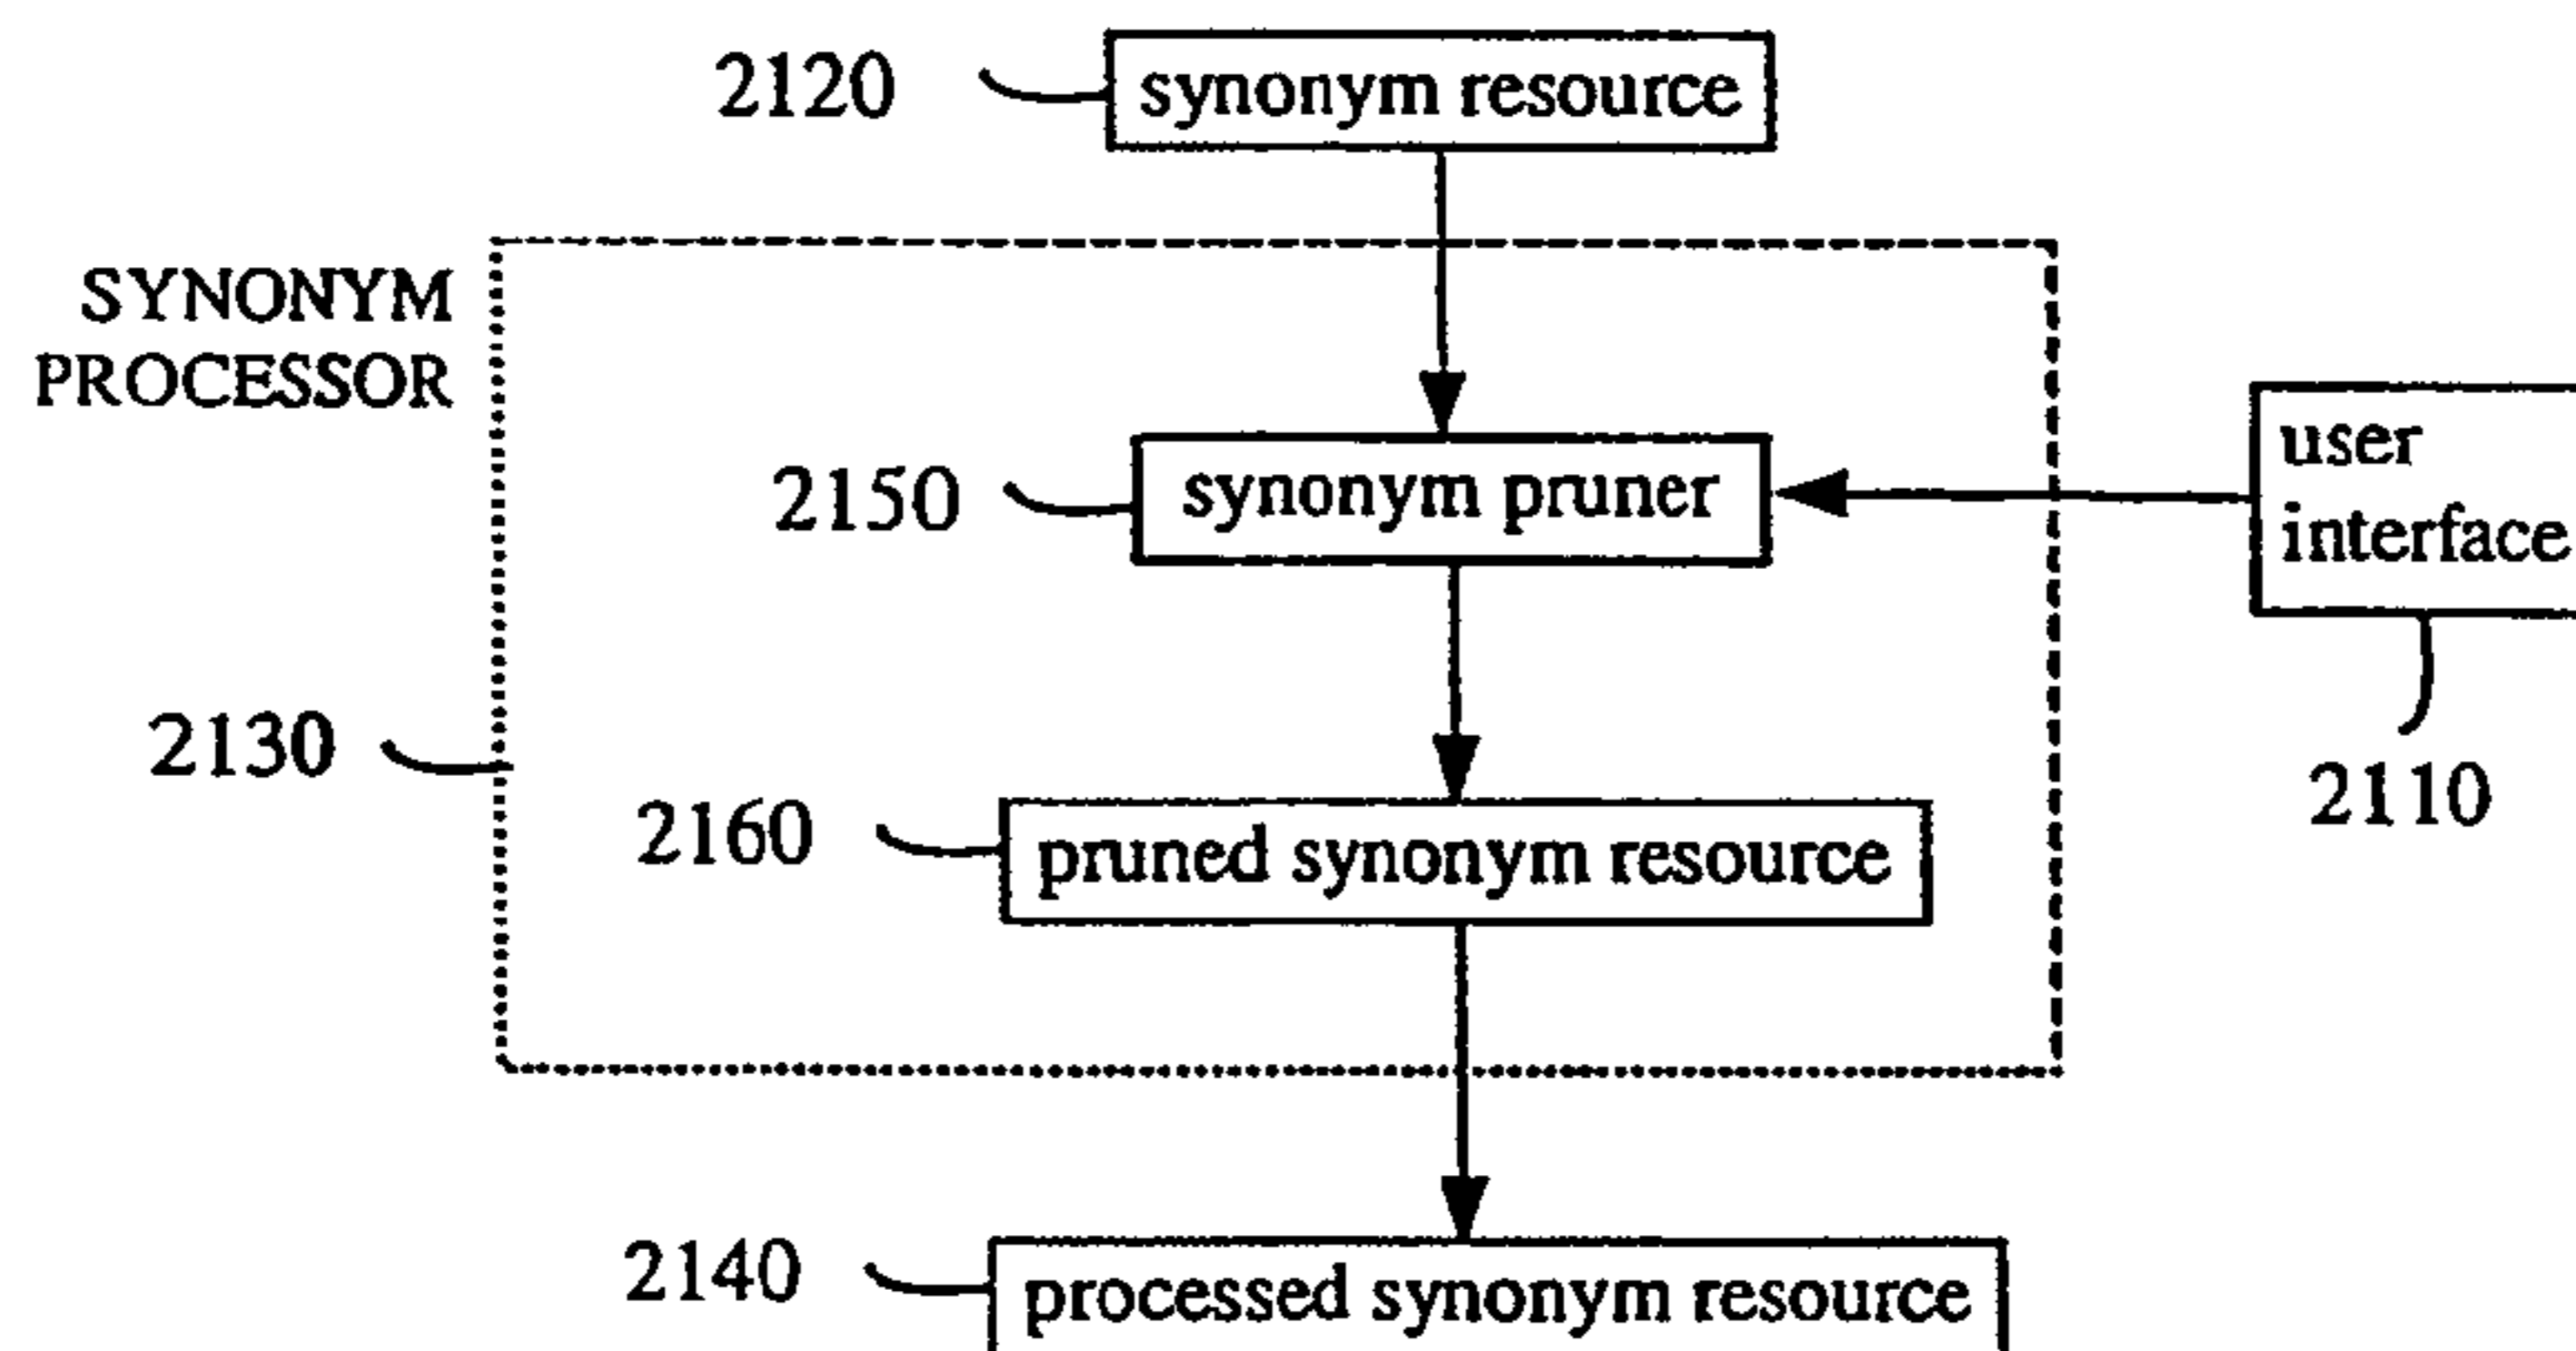 2120
synonym resource
SYNONYM
PROCESSOR
2150
synonym pruner
user
interface
2130
2110
2160
pruned synonym resource
2140
processed synonym resource